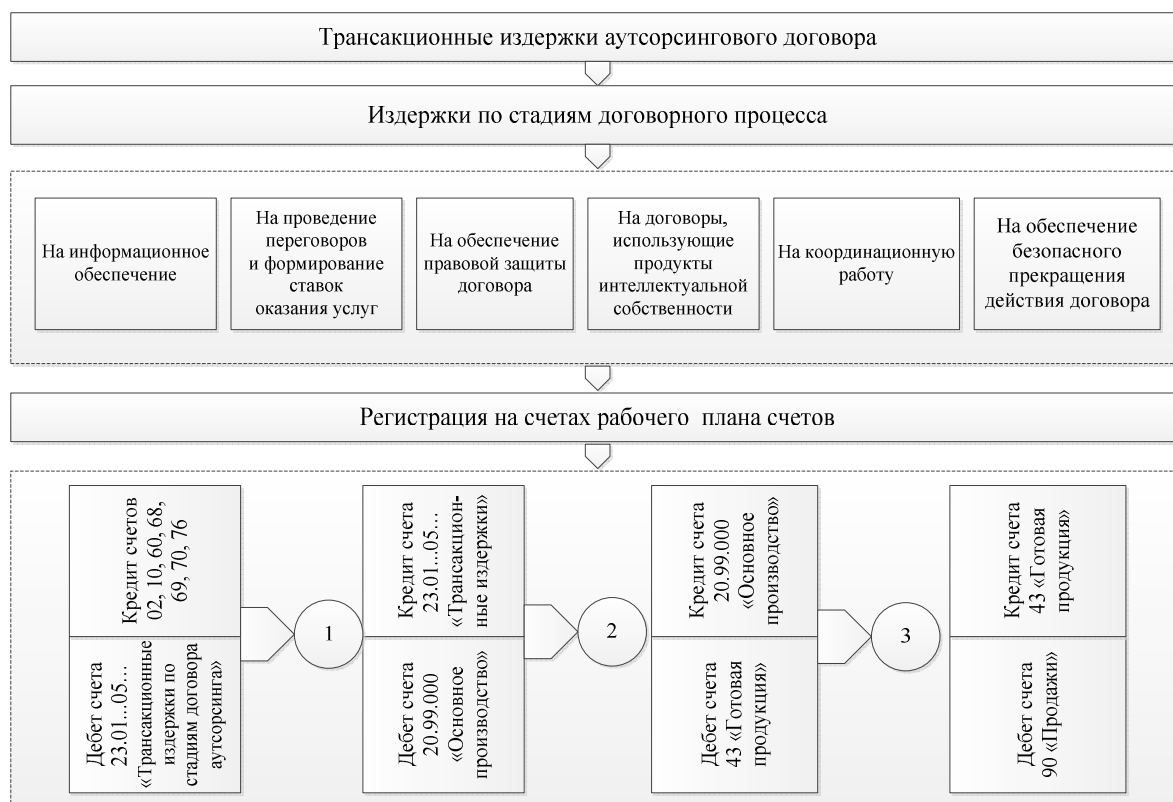 Трансакционные издержки аутсорсингового договора
Издержки по стадиям договорного процесса
На информационное
обеспечение
На проведение
переговоров
и формирование
ставок
оказания услуг
На обеспечение
правовой защиты
договора
На договоры,
использующие
продукты
интеллектуальной
собственности
На координационную
работу
На обеспечение
безопасного
прекращения
действия договора
Регистрация на счетах рабочего плана счетов
Кредит счетов
02, 10, 60, 68,
69, 70, 76
Дебет счета
23.01...05...
«Трансакционные
издержки по
стадиям договора
аутсорсинга»
1
Кредит счета
23.01...05...
«Трансакцион-
ные издержки»
Дебет счета
20.99.000
«Основное
производство»
2
Кредит счета
20.99.000
«Основное
производство»
Дебет счета
43 «Готовая
продукция»
3
Кредит счета
43 «Готовая
продукция»
Дебет счета
90 «Продажи»